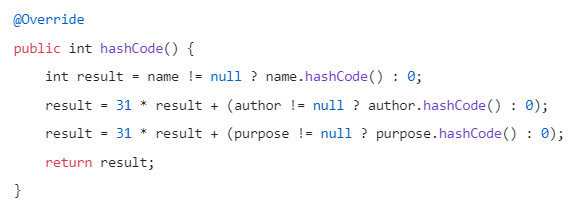 @Override
public int hashCode() {
    int result = name != null ? name.hashCode() : 0;
    result = 31 * result + (author != null ? author.hashCode() : 0);
    result = 31 * result + (purpose != null ? purpose.hashCode() : 0);
    return result;
}